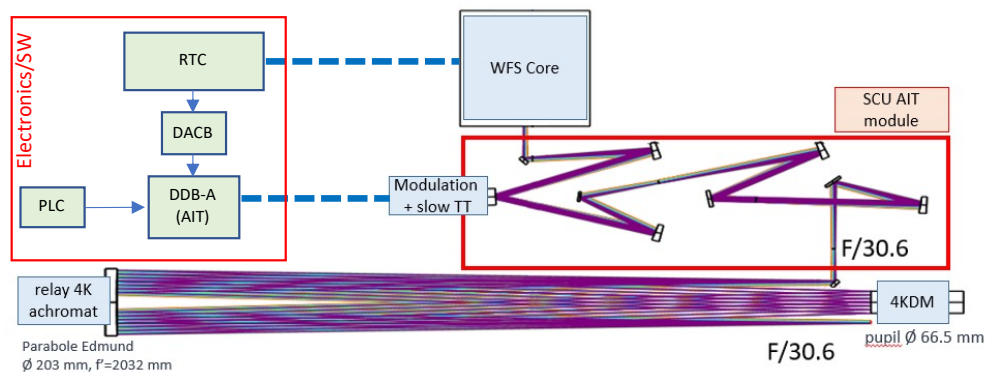 Electronics/SW
RTC
DACB
PLC
DDB-A
(AIT)
WFS Core
SCU AIT
module
Modulation
+ slow TT
F/30.6
relay 4K
achromat
4KDM
Parabole Edmund
Ø 203 mm, f'=2032 mm
F/30.6
pupil Ø 66.5 mm